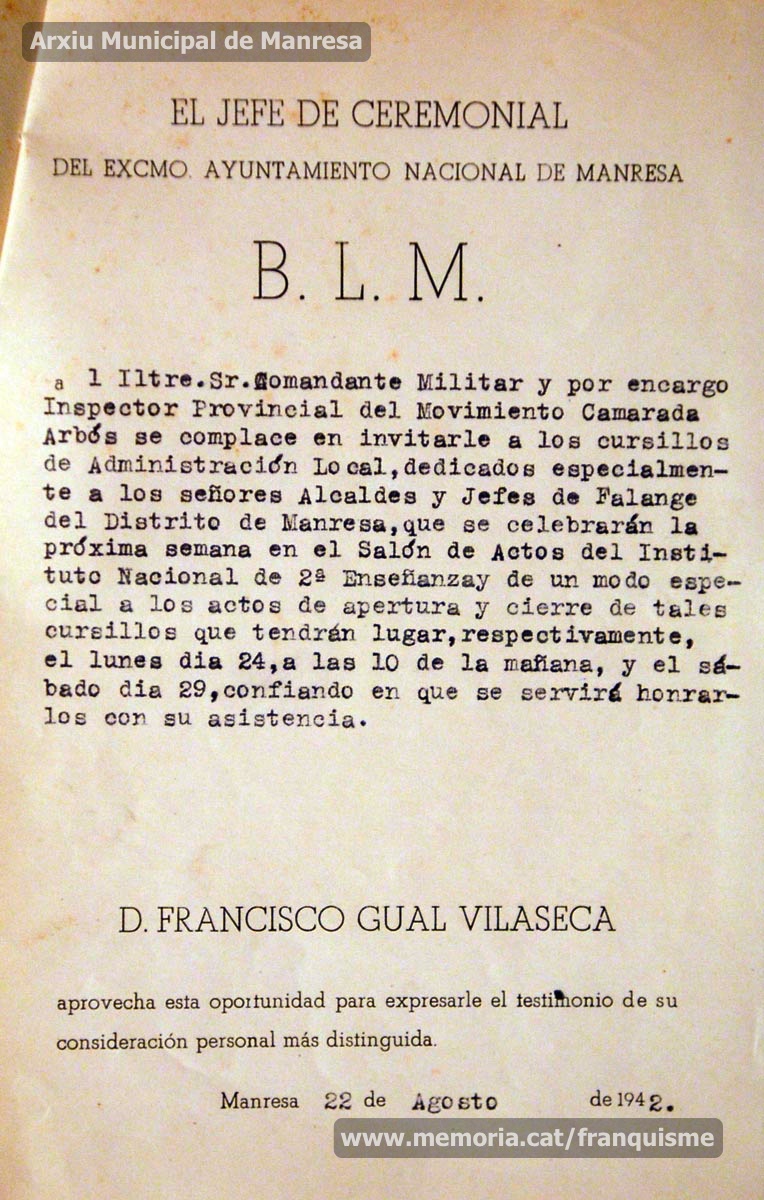 Arxiu Municipal de Manresa
EL JEFE DE CEREMONIAL
DEL EXCMO. AYUNTAMIENTO NACIONAL DE MANRESA
B. L. M.
a l Iltre.Sr.Comandante Militar y por encargo
Inspector Provincial del Movimiento Camarada
Arbós se complace en invitarle a los cursillos
de Administración Local,dedicados especialmen-
te a los señores Alcaldes y Jefes de Falange
del Distrito de Manresa,que se celebrarán la
próxima semana en el Salón de Actos del Insti-
tuto Nacional de 2ª Enseñanzay de un modo espe-
cial a los actos de apertura y cierre de tales
cursillos que tendrán lugar,respectivamente,
el lunes dia 24,a las 10 de la mañana, y el sá-
bado dia 29,confiando en que se servirá honrar-
los con su asistencia.
D. FRANCISCO GUAL VILASECA
aprovecha esta oportunidad para expresarle el testimonio de su
consideración personal más distinguida.
Manresa 22 de Agosto de 1942.
www.memoria.cat/franquisme